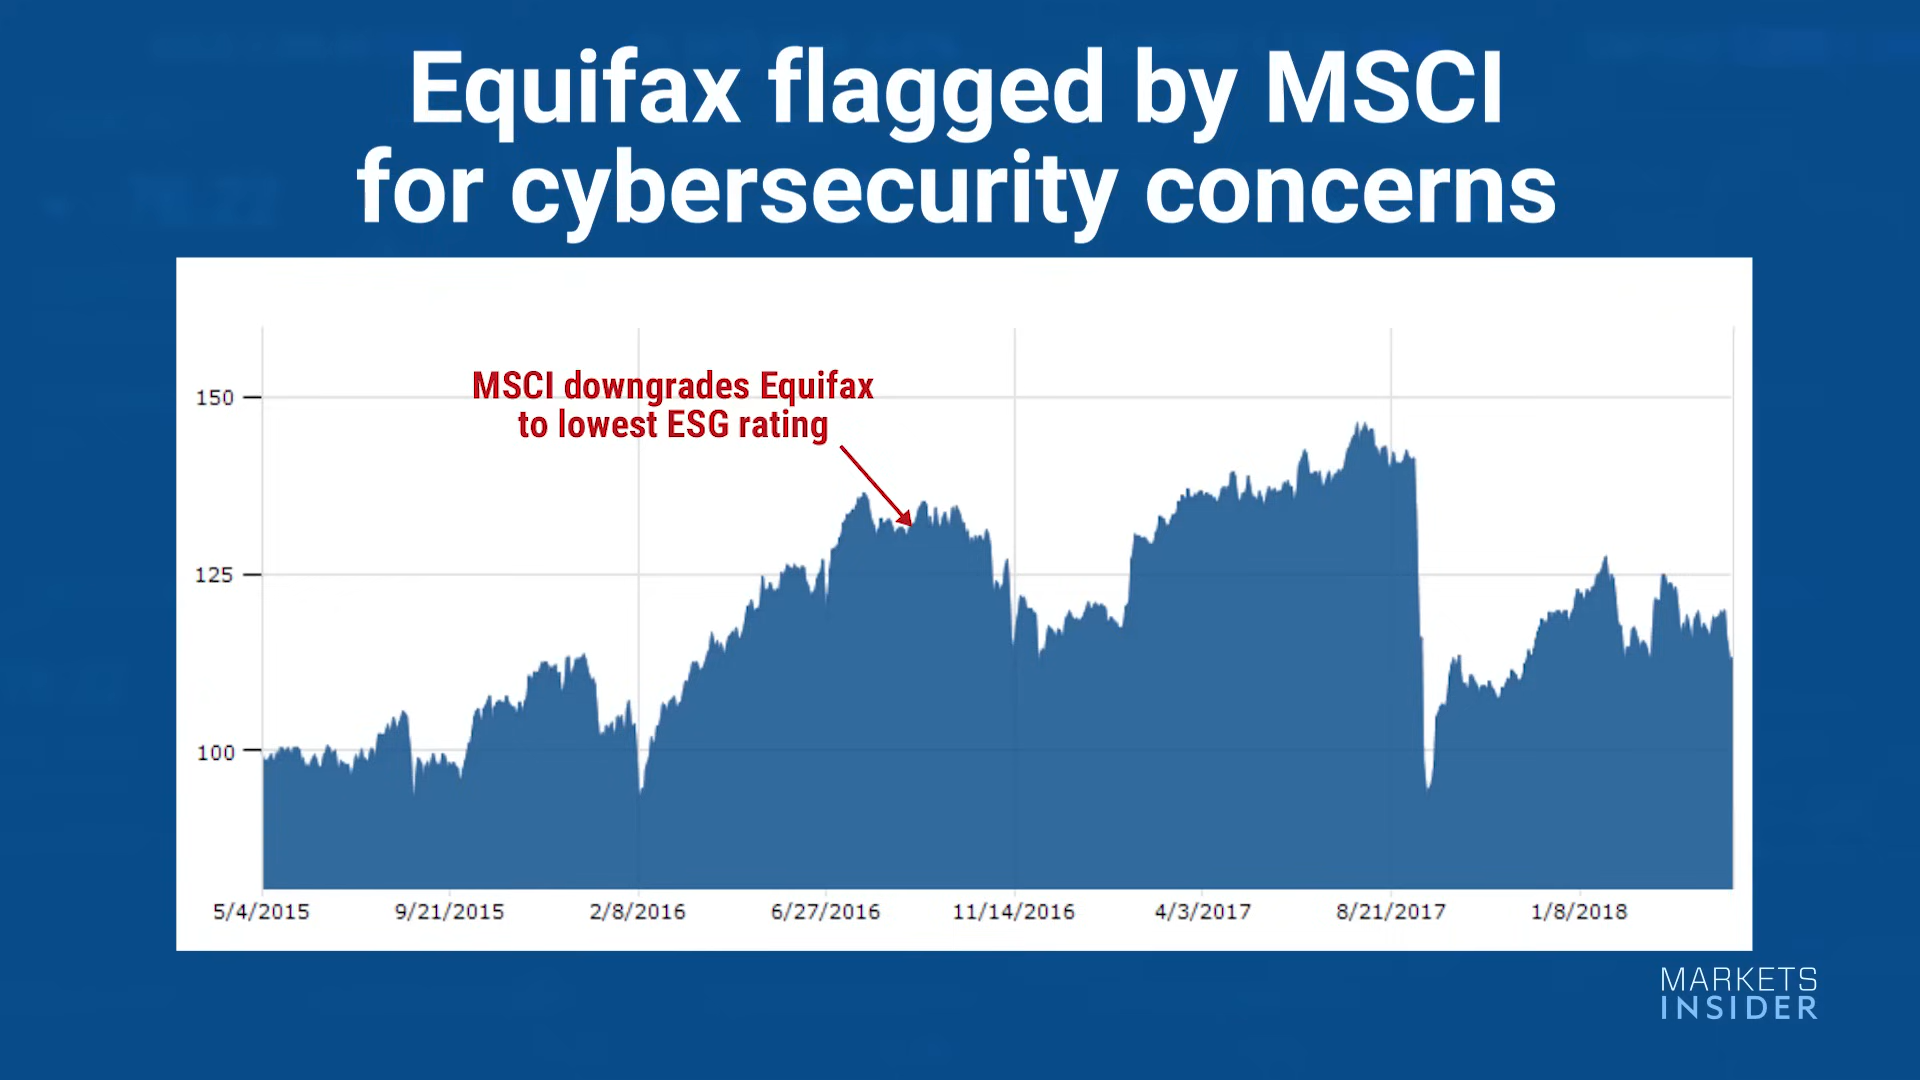 Equifax flagged by MSCI
for cybersecurity concerns
MSCI downgrades Equifax
to lowest ESG rating
150
125
100
5/4/2015 9/21/2015 2/8/2016 6/27/2016 11/14/2016 4/3/2017 8/21/2017 1/8/2018
MARKETS
INSIDER